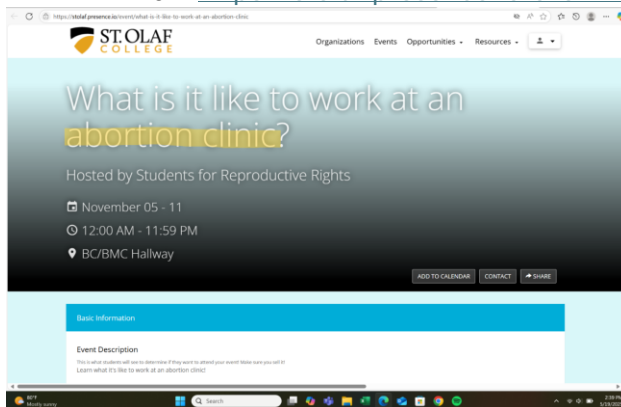 https://stolaf.presence.io/event/what-is-it-like-to-work-at-an-abortion-clinic
ST. OLAF
COLLEGE
Organizations Events Opportunities Resources
What is it like to work at an
abortion clinic?
Hosted by Students for Reproductive Rights
November 05 - 11
12:00 AM - 11:59 PM
BC/BMC Hallway
ADD TO CALENDAR CONTACT SHARE
Basic Information
Event Description
This is what students will see to determine if they want to attend your event! Make sure you sell it!
Learn what it's like to work at an abortion clinic!
80°F
Mostly sunny
Search